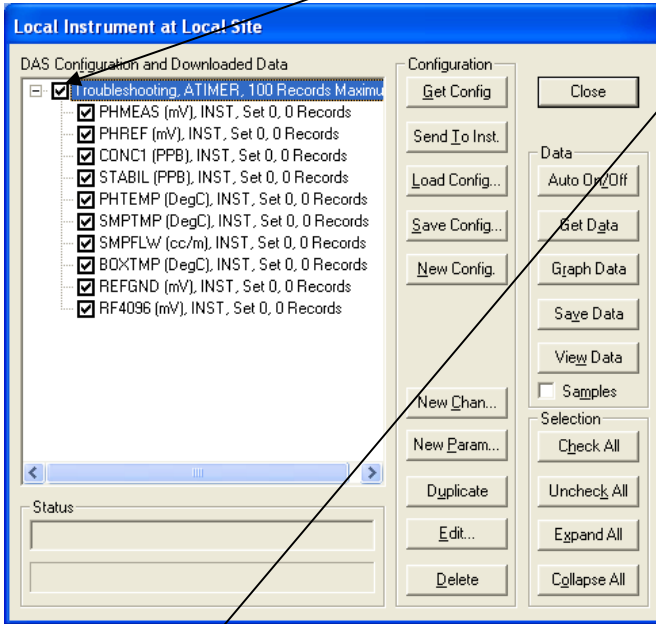 Local Instrument at Local Site
DAS Configuration and Downloaded Data
Troubleshooting, ATIMER, 100 Records Maximu
PHMEAS (mV), INST, Set 0, 0 Records
PHREF (mV), INST, Set 0, 0 Records
CONC1 (PPB), INST, Set 0, 0 Records
STABIL (PPB), INST, Set 0, 0 Records
PHTEMP (DegC), INST, Set 0, 0 Records
SMPTMP (DegC), INST, Set 0, 0 Records
SMPFLW (cc/m), INST, Set 0, 0 Records
BOXTMP (DegC), INST, Set 0, 0 Records
REFGND (mV), INST, Set 0, 0 Records
RF4096 (mV), INST, Set 0, 0 Records
Status
Configuration
Get Config
Send To Inst.
Load Config...
Save Config...
New Config.
New Chan...
New Param...
Duplicate
Edit...
Delete
Close
Data
Auto On/Off
Get Data
Graph Data
Save Data
View Data
Samples
Selection
Check All
Uncheck All
Expand All
Collapse All